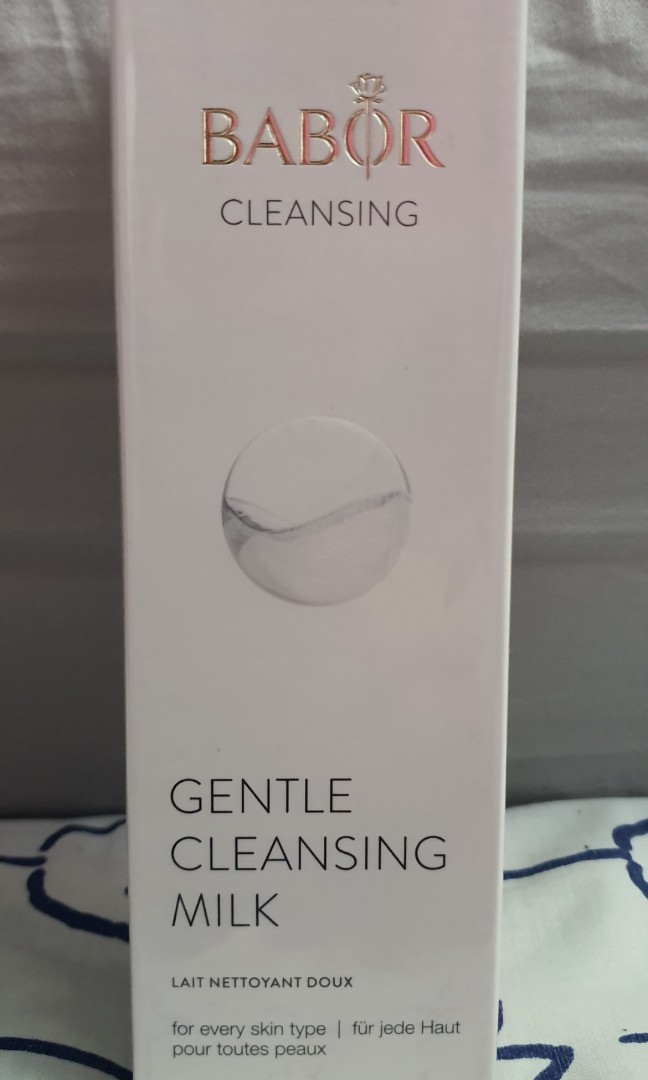 BABOR
CLEANSING
GENTLE
CLEANSING
MILK
LAIT NETTOYANT DOUX
for every skin type | für jede Haut
pour toutes peaux